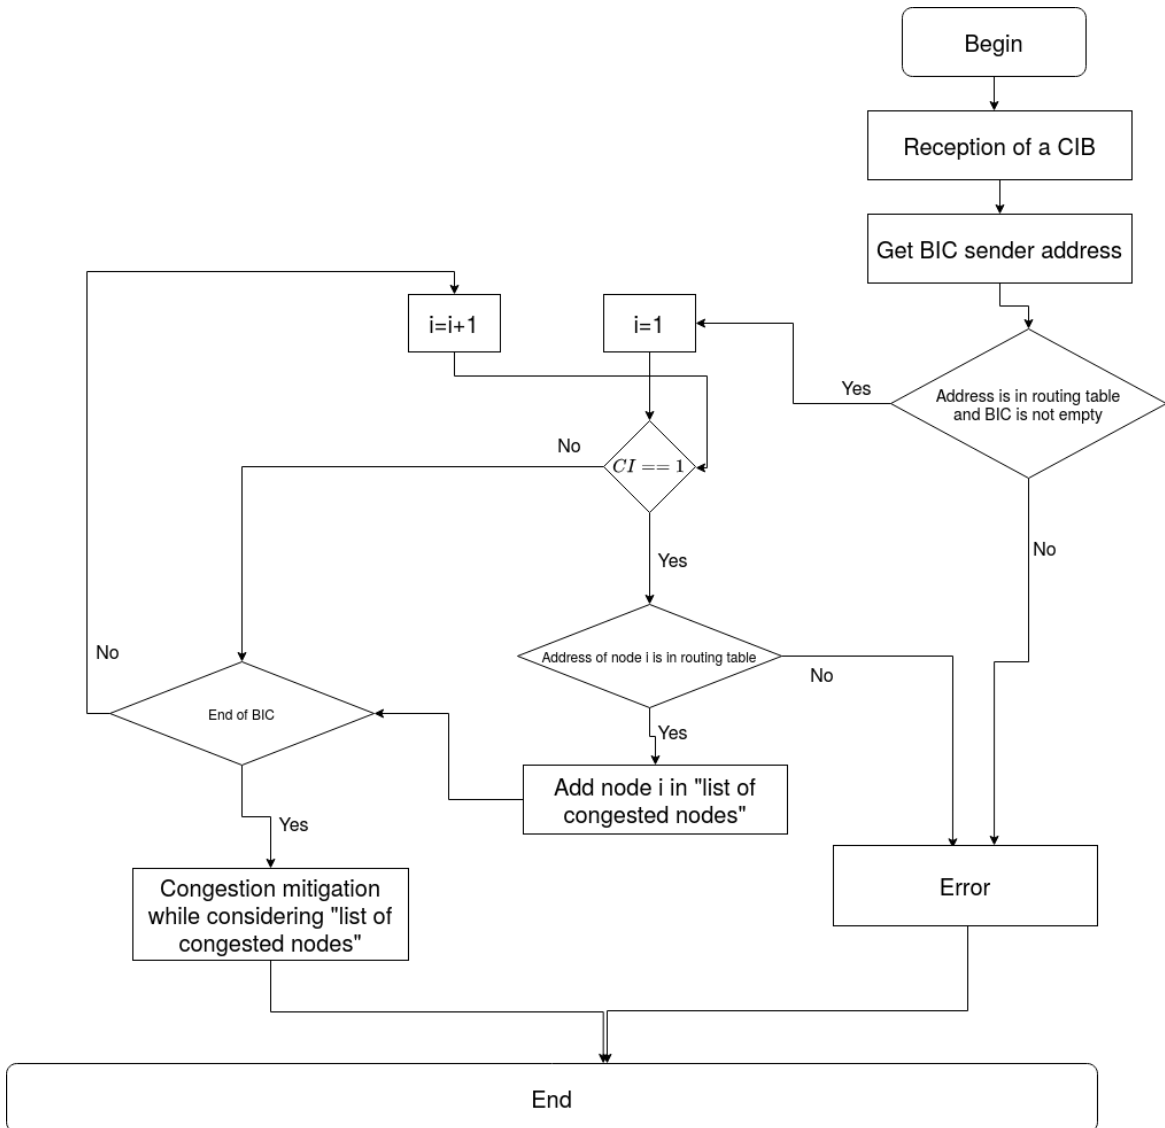 Begin
Reception of a CIB
Get BIC sender address
Address is in routing table
and BIC is not empty
Yes
No
i=1
i=i+1
CI == 1
No
Yes
Address of node i is in routing table
No
Yes
Add node i in "list of
congested nodes"
End of BIC
No
Yes
Congestion mitigation
while considering "list of
congested nodes"
Error
End